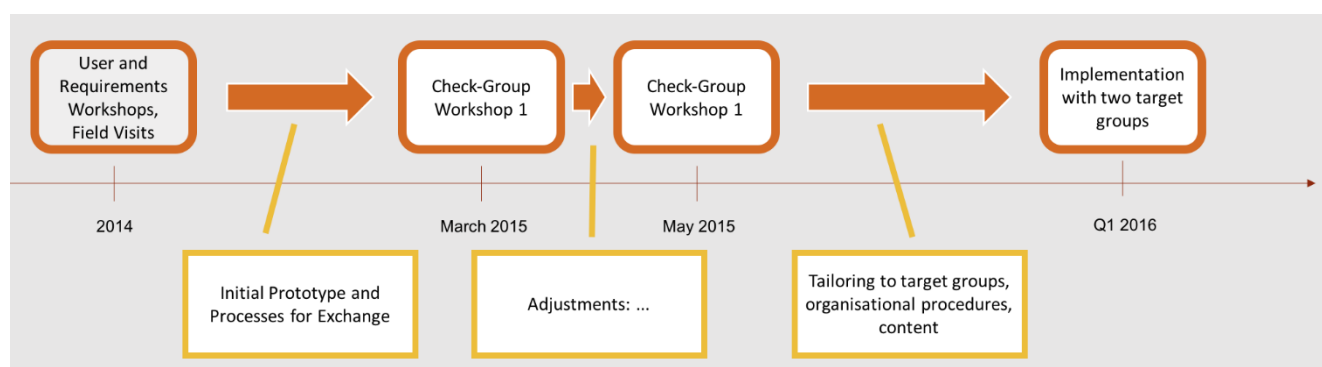 User and
Requirements
Workshops,
Field Visits
Check-Group
Workshop 1
Check-Group
Workshop 1
Implementation
with two target
groups
2014
March 2015
May 2015
Q1 2016
Initial Prototype and
Processes for Exchange
Adjustments: ...
Tailoring to target groups,
organisational procedures,
content